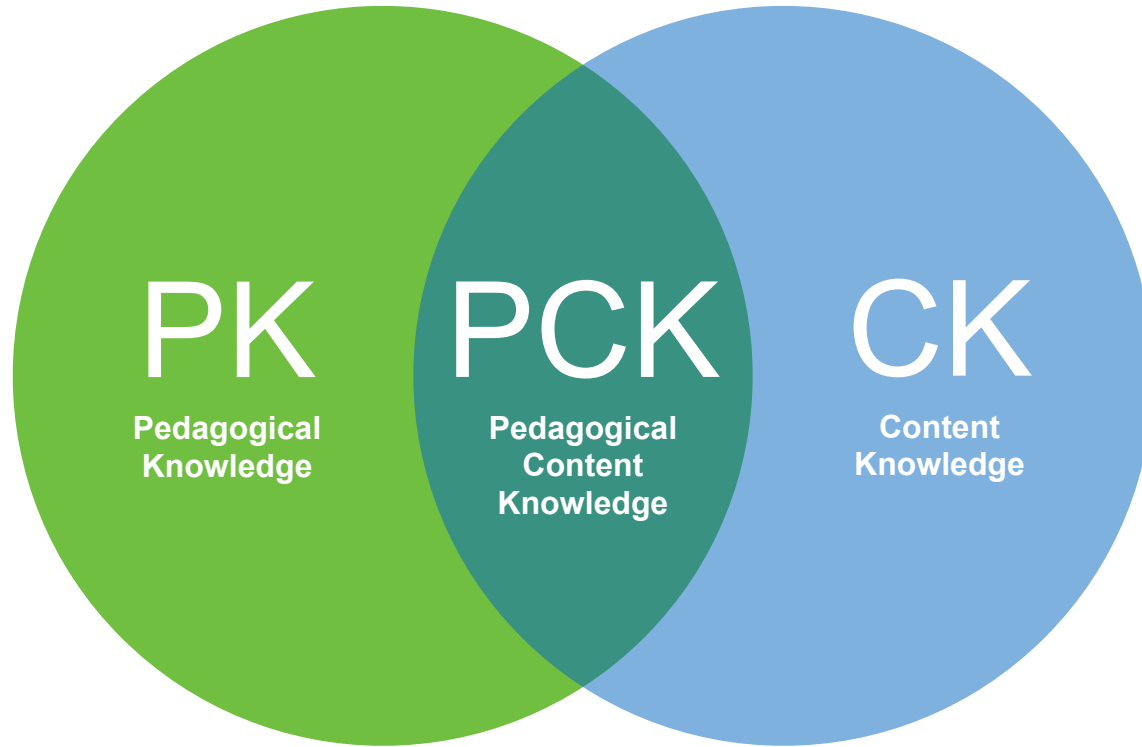 PK
Pedagogical
Knowledge
PCK
Pedagogical
Content
Knowledge
CK
Content
Knowledge